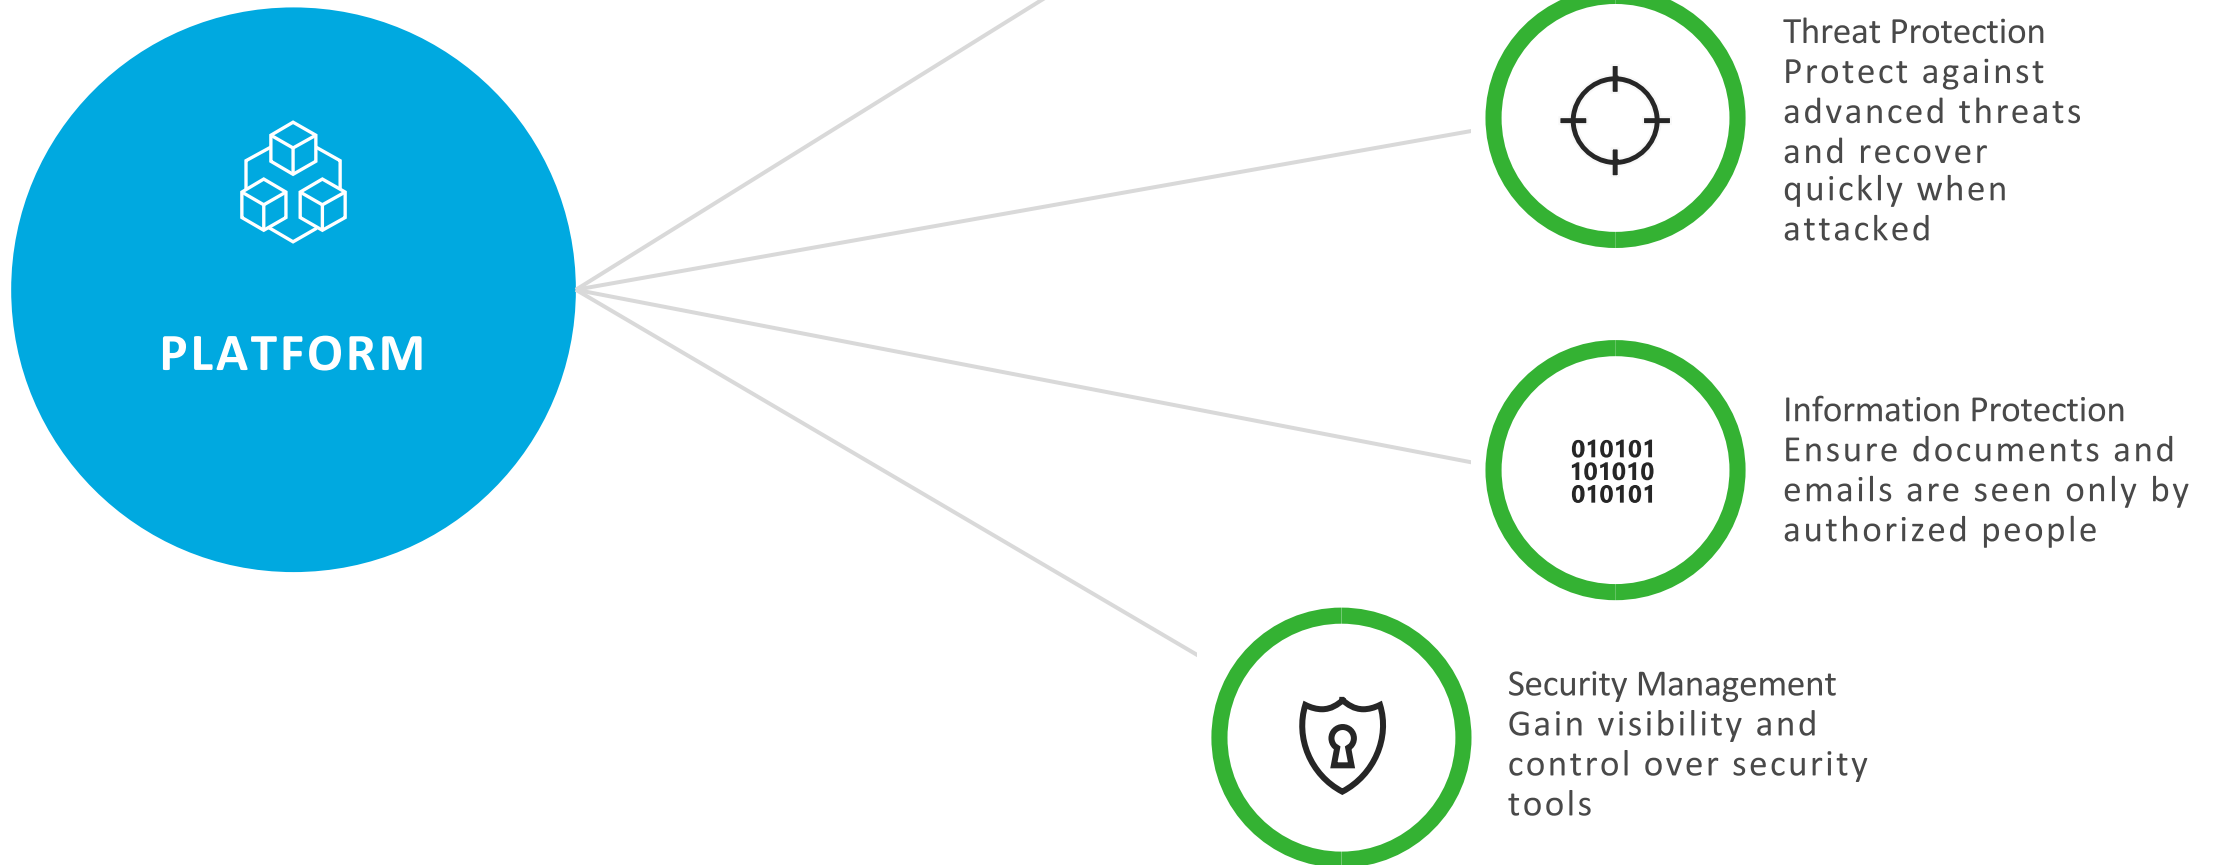 PLATFORM
Threat Protection
Protect against
advanced threats
and recover
quickly when
attacked
010101
101010
010101
Information Protection
Ensure documents and
emails are seen only by
authorized people
Security Management
Gain visibility and
control over security
tools